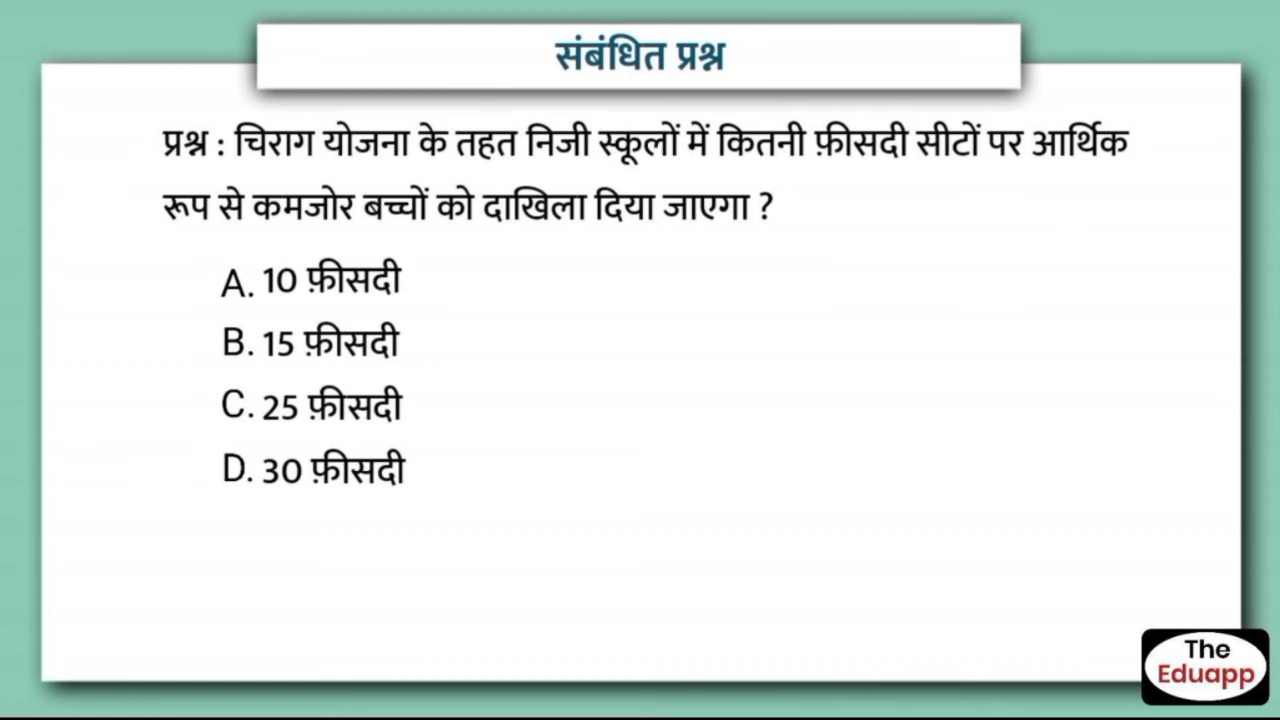 संबंधित प्रश्न
प्रश्न : चिराग योजना के तहत निजी स्कूलों में कितनी फ़ीसदी सीटों पर आर्थिक
रूप से कमजोर बच्चों को दाखिला दिया जाएगा ?
A. 10 फ़ीसदी
B. 15 फ़ीसदी
C. 25 फ़ीसदी
D. 30 फ़ीसदी
The
Eduapp